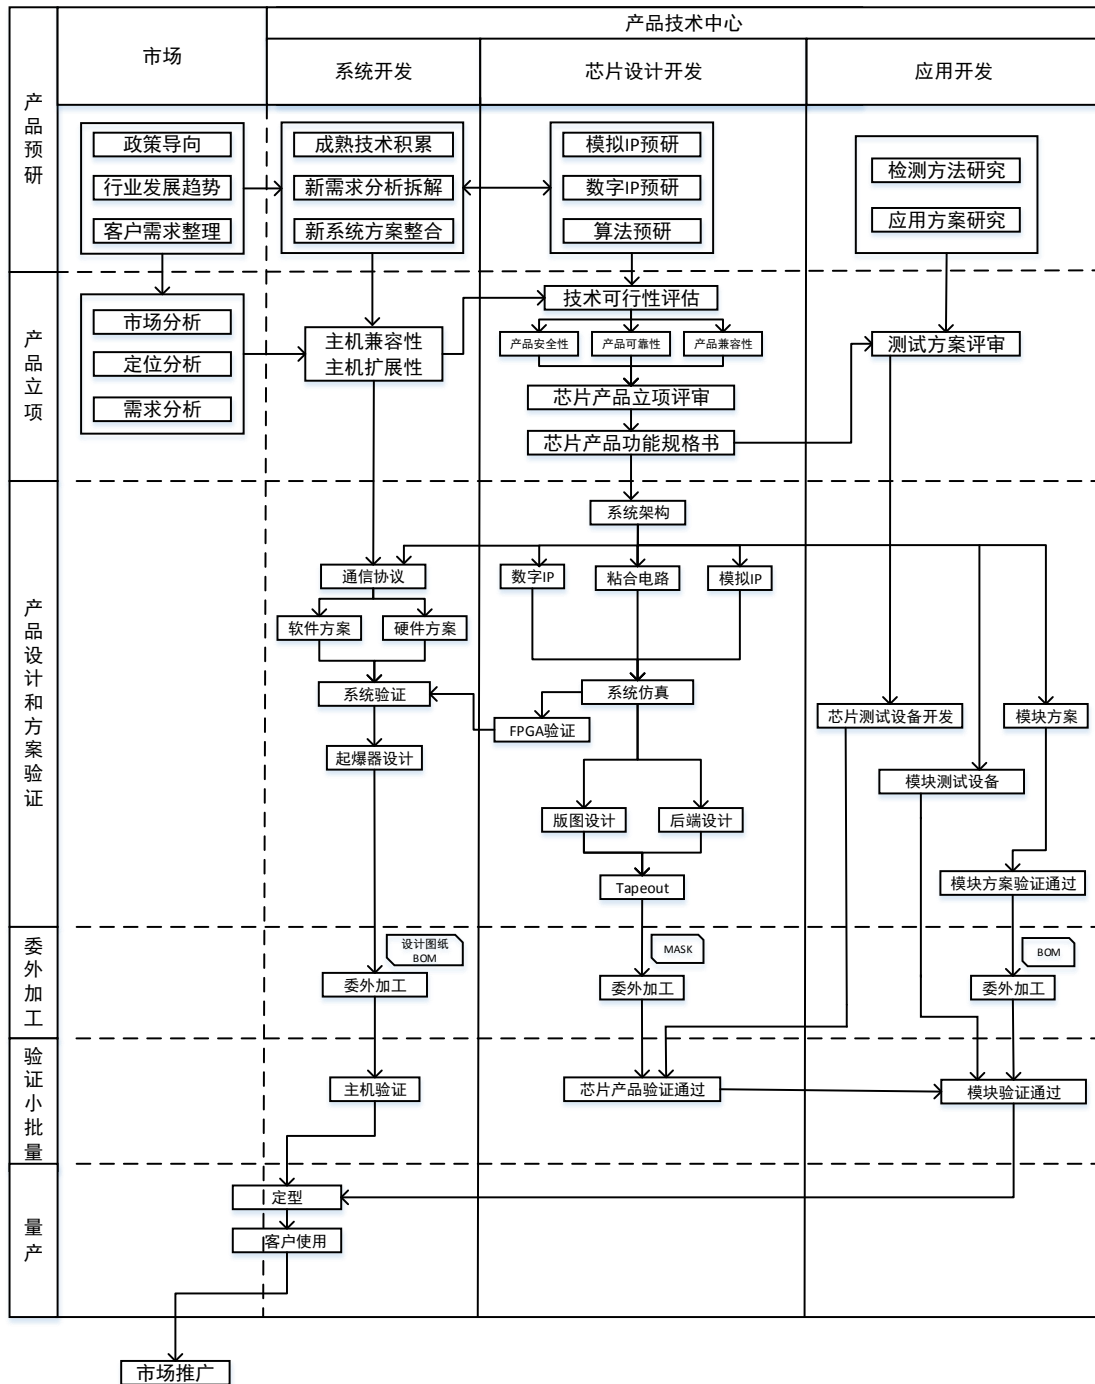 产品技术中心
市场
系统开发
芯片设计开发
应用开发
产品预研
政策导向
行业发展趋势
客户需求整理
成熟技术积累
新需求分析拆解
新系统方案整合
模拟IP预研
数字IP预研
算法预研
检测方法研究
应用方案研究
产品立项
市场分析
定位分析
需求分析
主机兼容性
主机扩展性
技术可行性评估
产品安全性
产品可靠性
产品兼容性
芯片产品立项评审
芯片产品功能规格书
测试方案评审
产品设计和方案验证
系统架构
通信协议
数字IP
粘合电路
模拟IP
软件方案
硬件方案
系统验证
系统仿真
FPGA验证
芯片测试设备开发
模块方案
起爆器设计
模块测试设备
版图设计
后端设计
Tapeout
模块方案验证通过
委外加工
设计图纸
BOM
MASK
BOM
委外加工
委外加工
委外加工
验证小批量
主机验证
芯片产品验证通过
模块验证通过
量产
定型
客户使用
市场推广